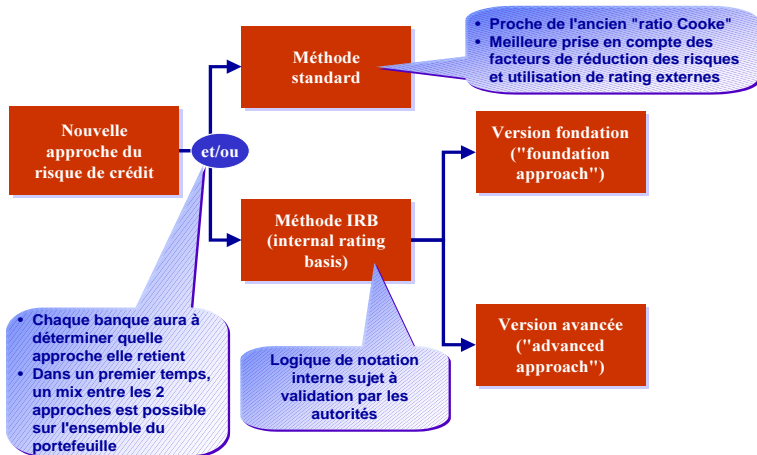 • Proche de l'ancien "ratio Cooke"
• Meilleure prise en compte des
facteurs de réduction des risques
et utilisation de rating externes
Méthode
standard
Nouvelle
approche du
risque de crédit
et/ou
Version fondation
("foundation
approach")
Méthode IRB
(internal rating
basis)
• Chaque banque aura à
déterminer quelle
approche elle retient
• Dans un premier temps,
un mix entre les 2
approches est possible
sur l'ensemble du
portefeuille
Logique de notation
interne sujet à
validation par les
autorités
Version avancée
("advanced
approach")